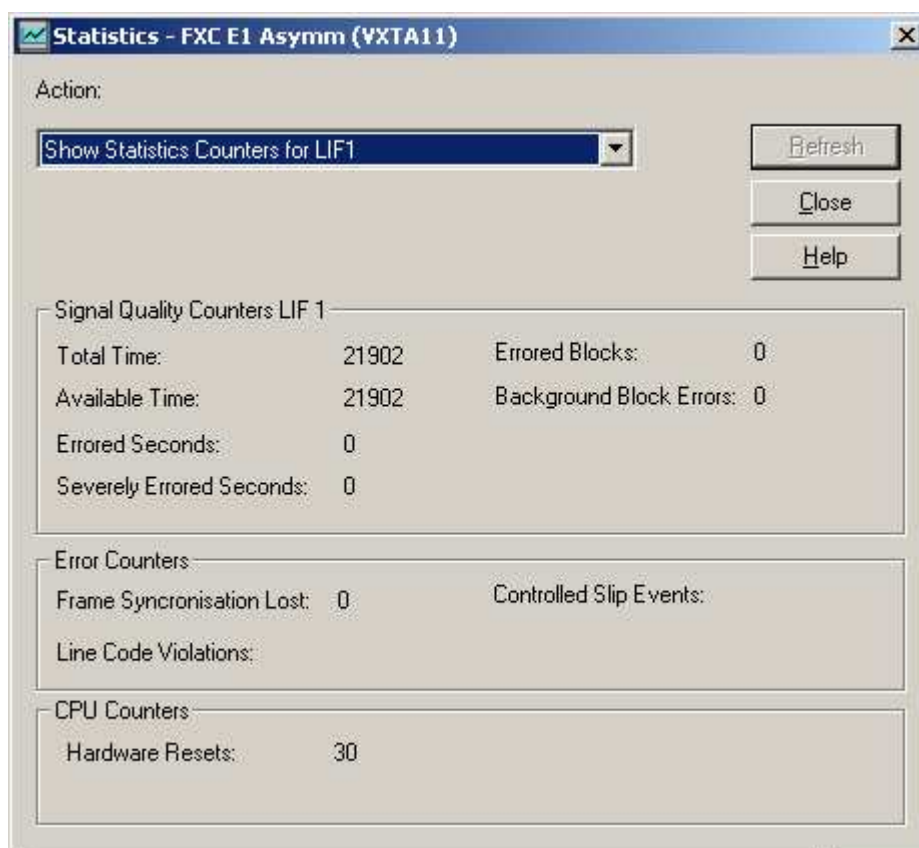 Statistics - FXC E1 Asymm (VXTA11)
Action:
Show Statistics Counters for LIF1
Refresh
Close
Help
Signal Quality Counters LIF 1
Total Time: 21902 Errored Blocks: 0
Available Time: 21902 Background Block Errors: 0
Errored Seconds: 0
Severely Errored Seconds: 0
Error Counters
Frame Syncronisation Lost: 0 Controlled Slip Events:
Line Code Violations:
CPU Counters
Hardware Resets: 30